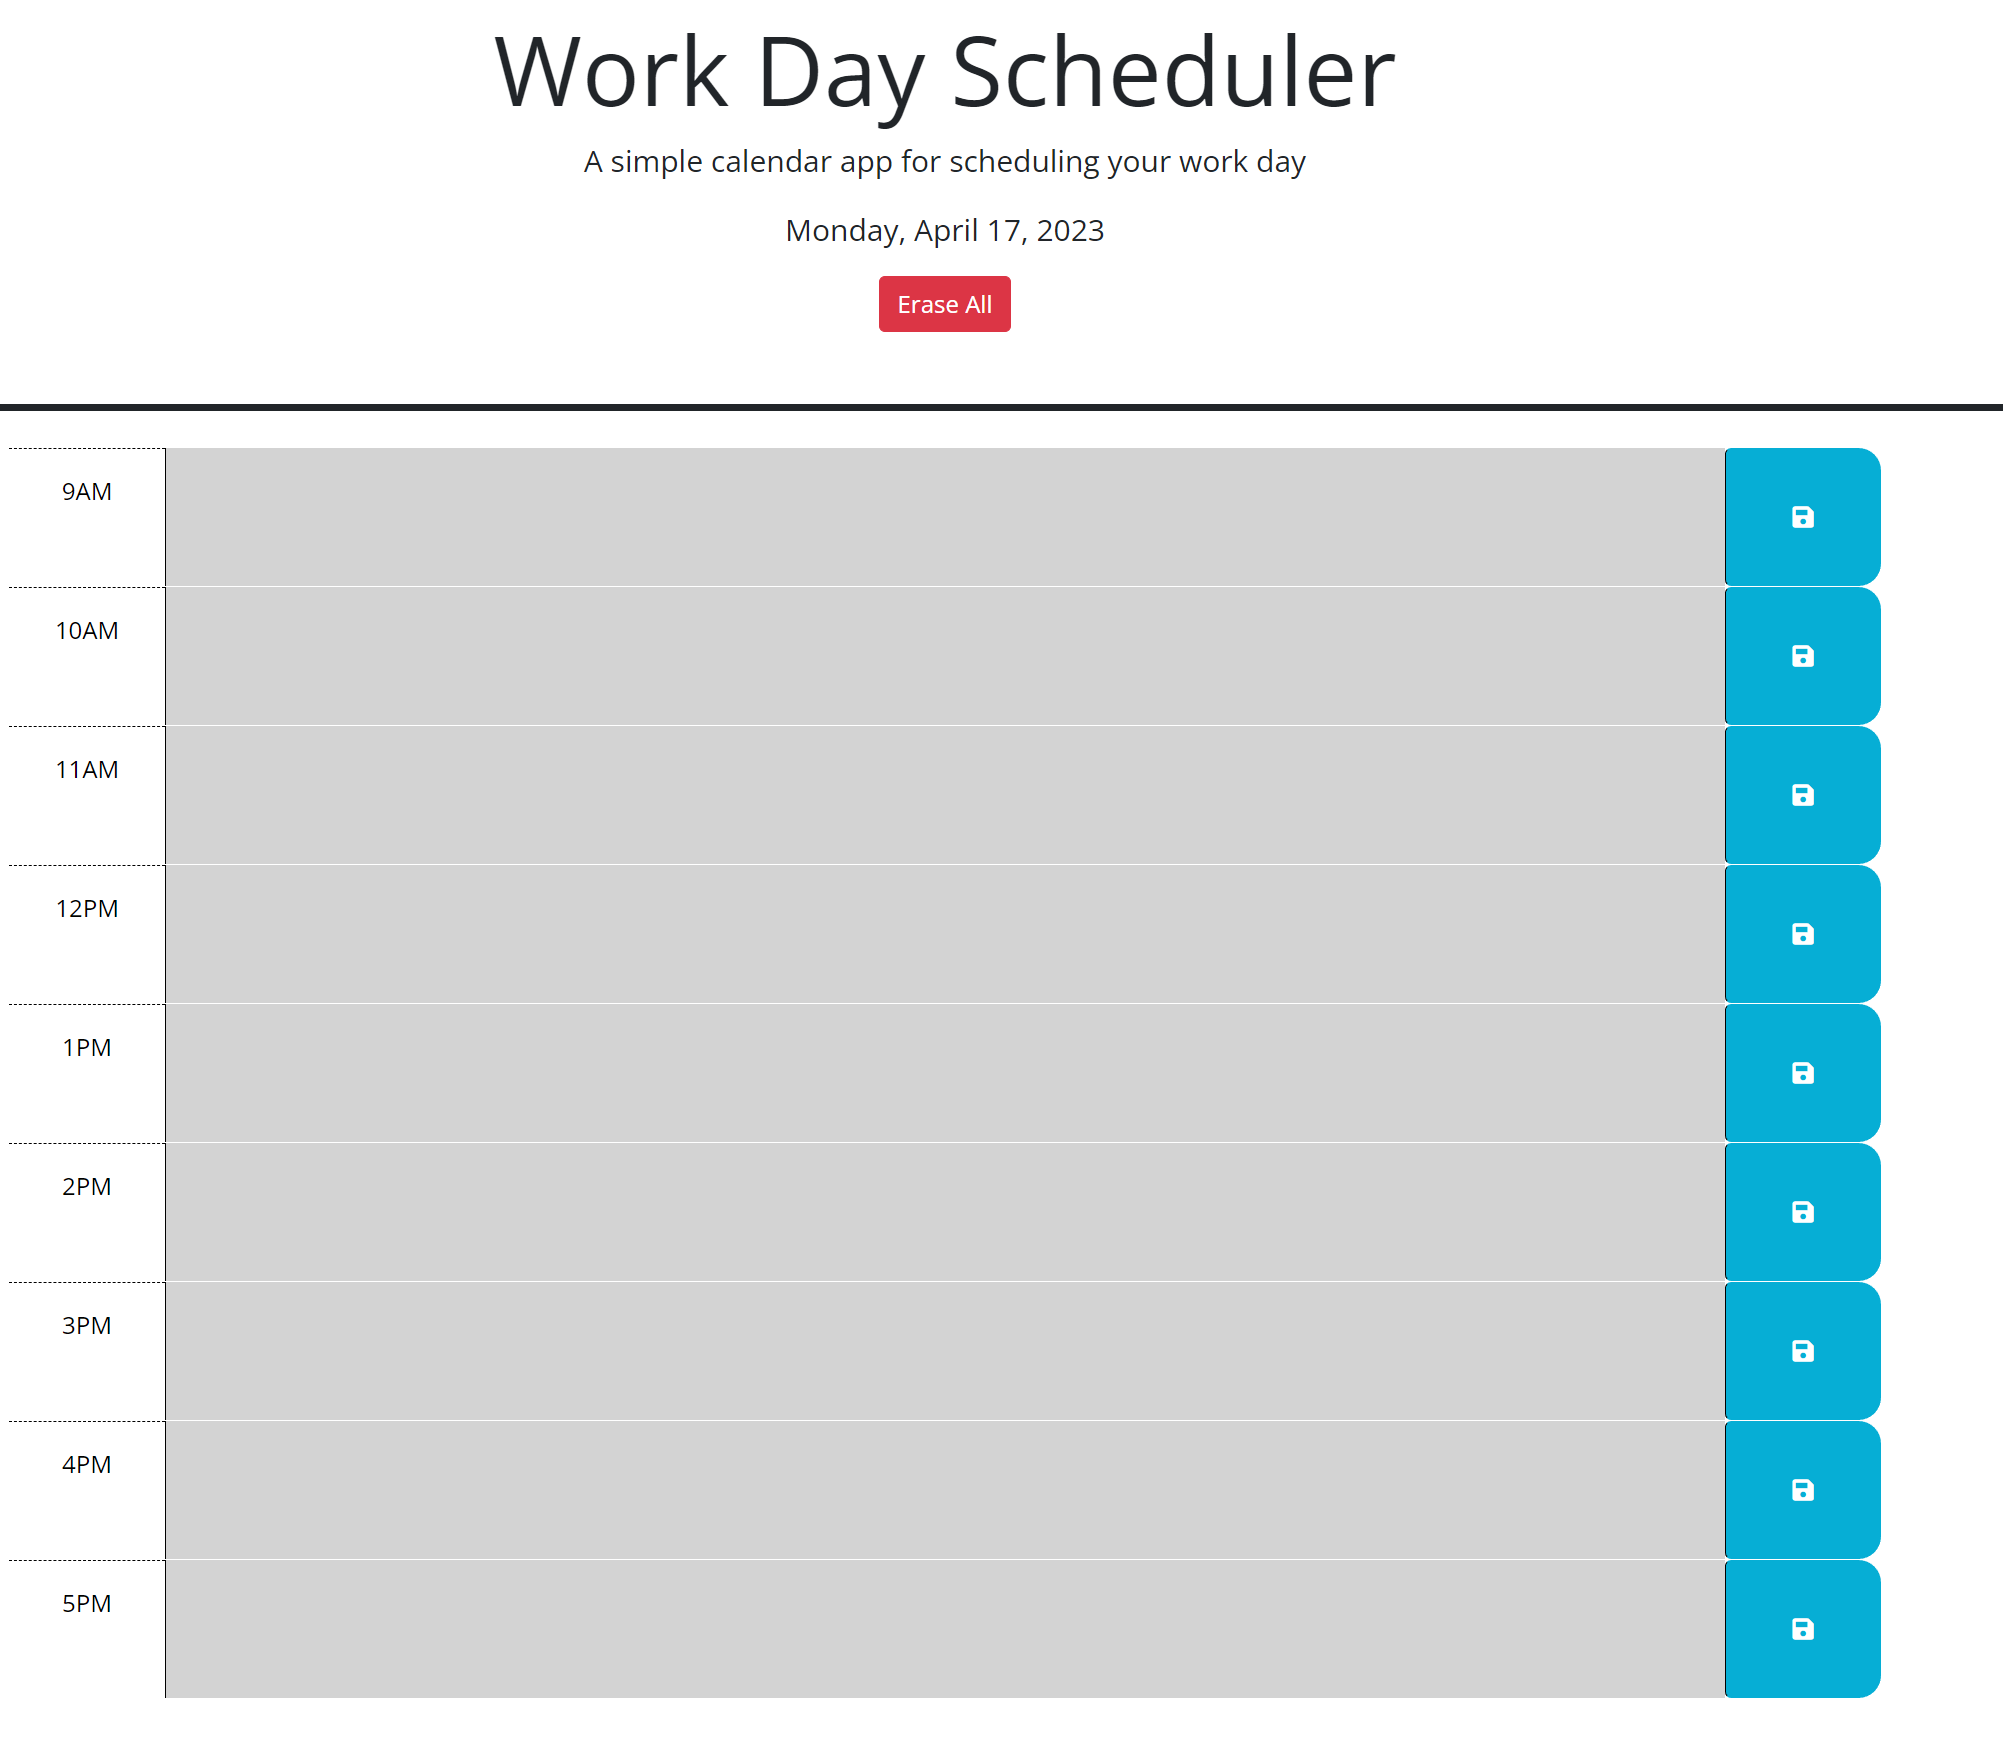 Work Day Scheduler
A simple calendar app for scheduling your work day
Monday, April 17, 2023
Erase All
9AM
10AM
11AM
12PM
1PM
2PM
3PM
4PM
5PM